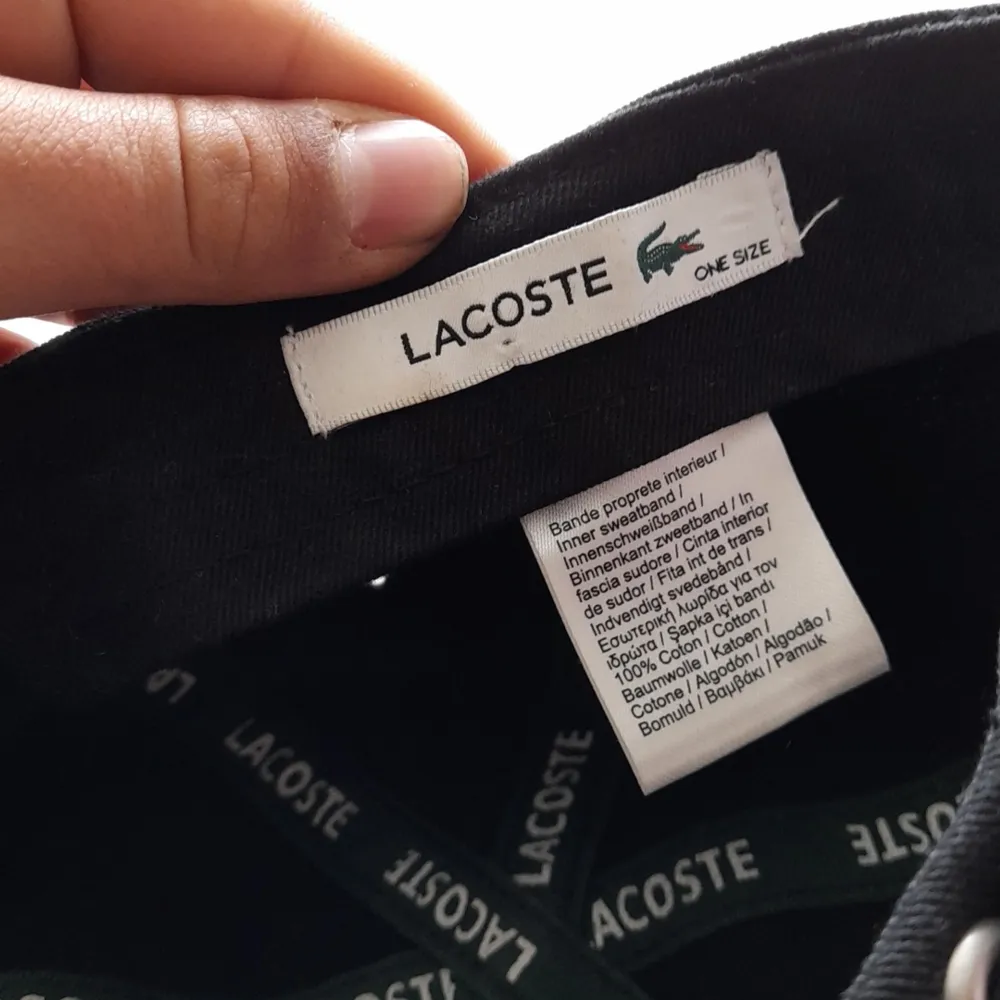 LACOSTE ONE SIZE
Bande proprete interieur /
Inner sweatband /
Innenschweißband /
Binnenkant zweetband / In
fascia sudore / Cinta interior
de sudor / Fita int de trans /
Indvendigt svedebånd /
Εσωτερική λωρίδα για τον
ιδρώτα / Şapka içi bandı
100% Coton / Cotton /
Baumwolle / Katoen /
Cotone / Algodón / Algodão /
Bomuld / Βαμβάκι / Pamuk
LACOSTE
LACOSTE
LACOSTE
LACOSTE